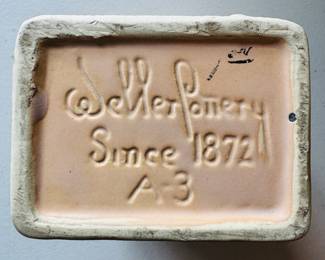 Weller Pottery
Since 1872
A-3